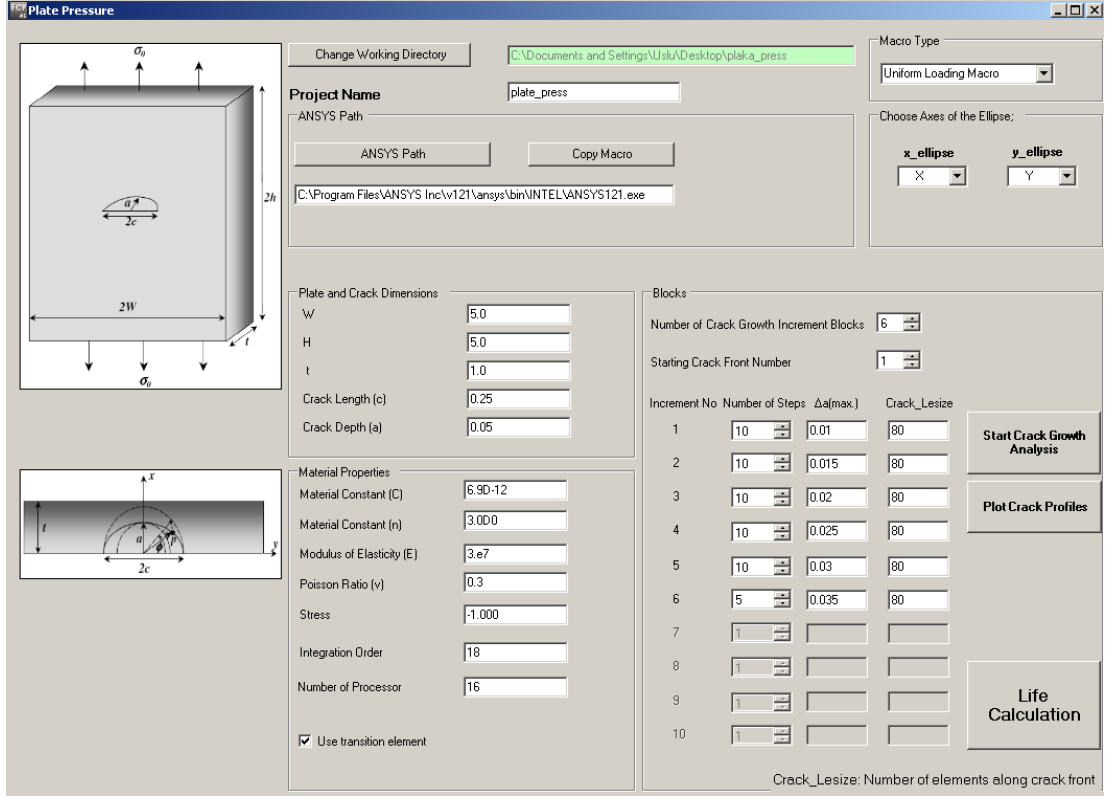 FCP AS Plate Pressure
σ₀
2h
a
2c
2W
t
σ₀
x
t
a
p
ϕ
y
2c
Change Working Directory
C:\Documents and Settings\Uslu\Desktop\plaka_press
Project Name
plate_press
ANSYS Path
ANSYS Path
Copy Macro
C:\Program Files\ANSYS Inc\v121\ansys\bin\INTEL\ANSYS121.exe
Macro Type
Uniform Loading Macro
Choose Axes of the Ellipse;
x_ellipse y_ellipse
X Y
Plate and Crack Dimensions
W 5.0
H 5.0
t 1.0
Crack Length (c) 0.25
Crack Depth (a) 0.05
Material Properties
Material Constant (C) 6.9D-12
Material Constant (n) 3.0D0
Modulus of Elasticity (E) 3.e7
Poisson Ratio (v) 0.3
Stress -1.000
Integration Order 18
Number of Processor 16
Use transition element
Blocks
Number of Crack Growth Increment Blocks 6
Starting Crack Front Number 1
Increment No Number of Steps Δa(max.) Crack_Lesize
1 10 0.01 80
2 10 0.015 80
3 10 0.02 80
4 10 0.025 80
5 10 0.03 80
6 5 0.035 80
7 1
8 1
9 1
10 1
Start Crack Growth
Analysis
Plot Crack Profiles
Life
Calculation
Crack_Lesize: Number of elements along crack front